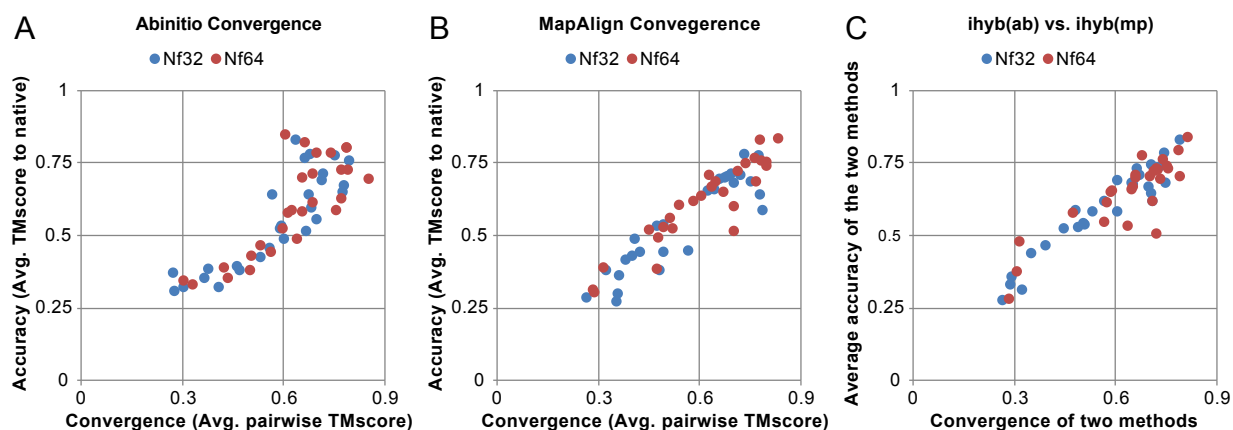 A
Abinitio Convergence
Nf32 Nf64
Accuracy (Avg. TMscore to native)
1
0.75
0.5
0.25
0
0 0.3 0.6 0.9
Convergence (Avg. pairwise TMscore)
B
MapAlign Convegerence
Nf32 Nf64
Accuracy (Avg. TMscore to native)
1
0.75
0.5
0.25
0
0 0.3 0.6 0.9
Convergence (Avg. pairwise TMscore)
C
ihyb(ab) vs. ihyb(mp)
Nf32 Nf64
Average accuracy of the two methods
1
0.75
0.5
0.25
0
0 0.3 0.6 0.9
Convergence of two methods